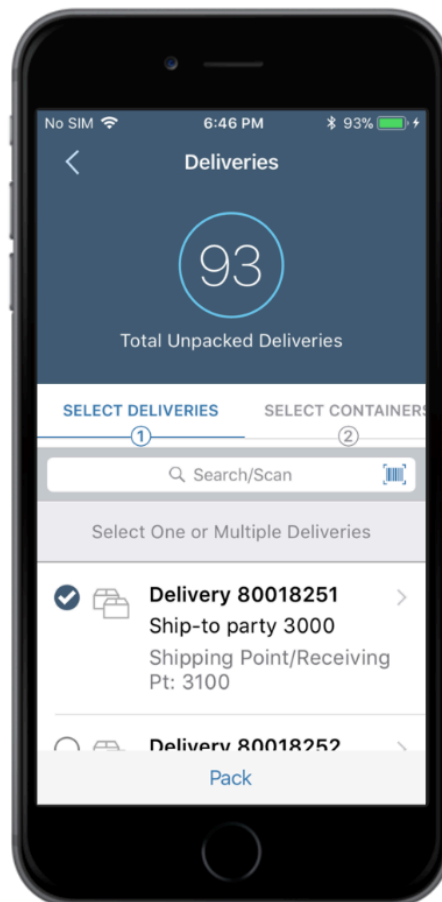 No SIM 6:46 PM 93%
Deliveries
93
Total Unpacked Deliveries
SELECT DELIVERIES SELECT CONTAINERS
1 2
Search/Scan
Select One or Multiple Deliveries
Delivery 80018251
Ship-to party 3000
Shipping Point/Receiving
Pt: 3100
Delivery 80018252
Pack